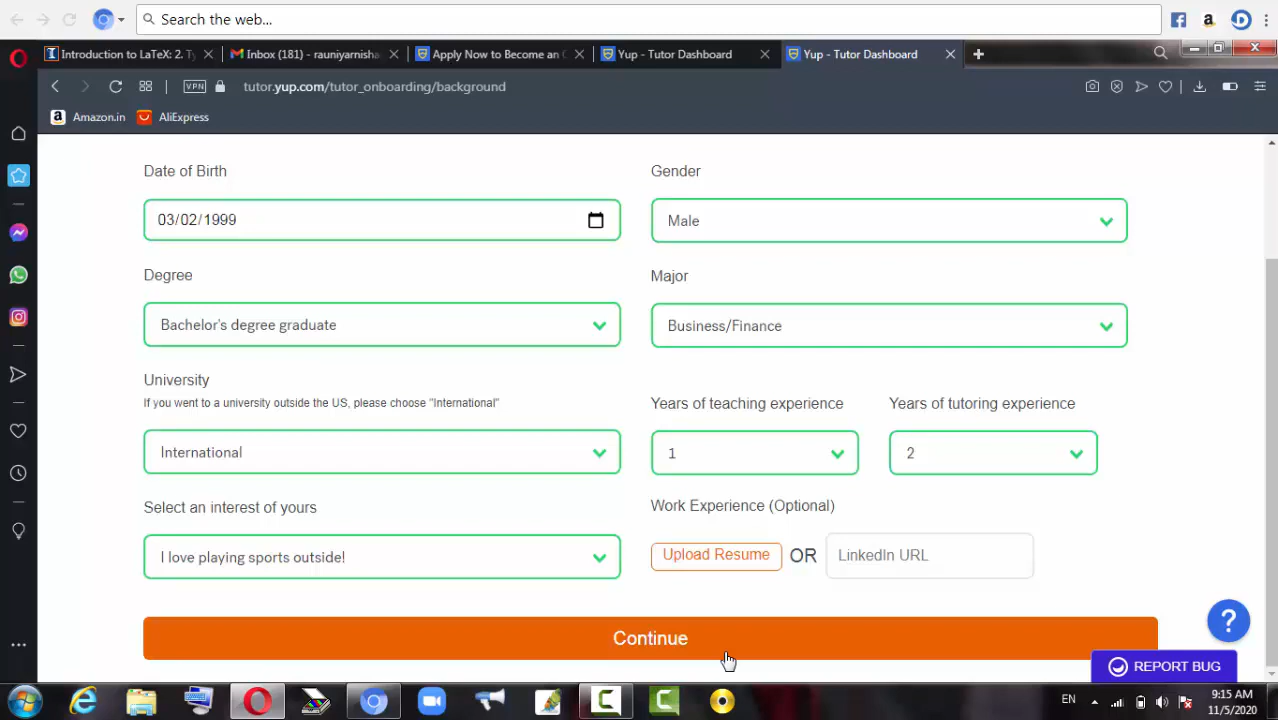 Search the web...
Introduction to LaTeX: 2. Ty
Inbox (181) - rauniyarnisha
Apply Now to Become an
Yup - Tutor Dashboard
Yup - Tutor Dashboard
VPN
tutor.yup.com/tutor_onboarding/background
Amazon.in
AliExpress
Date of Birth
Gender
03/02/1999
Male
Degree
Major
Bachelor's degree graduate
Business/Finance
University
If you went to a university outside the US, please choose "International"
Years of teaching experience
Years of tutoring experience
International
1
2
Select an interest of yours
Work Experience (Optional)
I love playing sports outside!
Upload Resume
OR
LinkedIn URL
Continue
?
REPORT BUG
EN
9:15 AM
11/5/2020